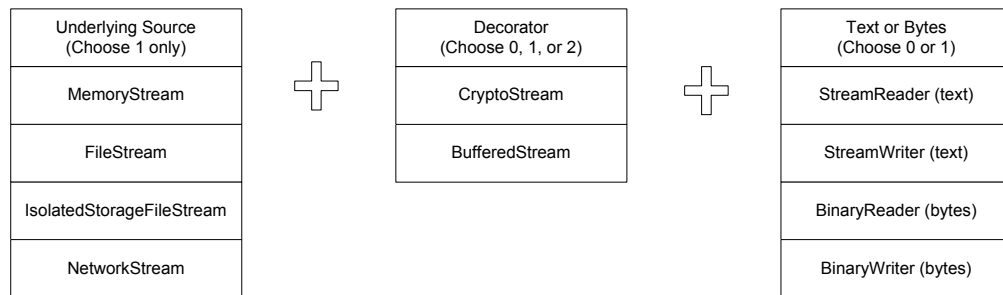 Underlying Source
(Choose 1 only)
MemoryStream
FileStream
IsolatedStorageFileStream
NetworkStream
Decorator
(Choose 0, 1, or 2)
CryptoStream
BufferedStream
Text or Bytes
(Choose 0 or 1)
StreamReader (text)
StreamWriter (text)
BinaryReader (bytes)
BinaryWriter (bytes)